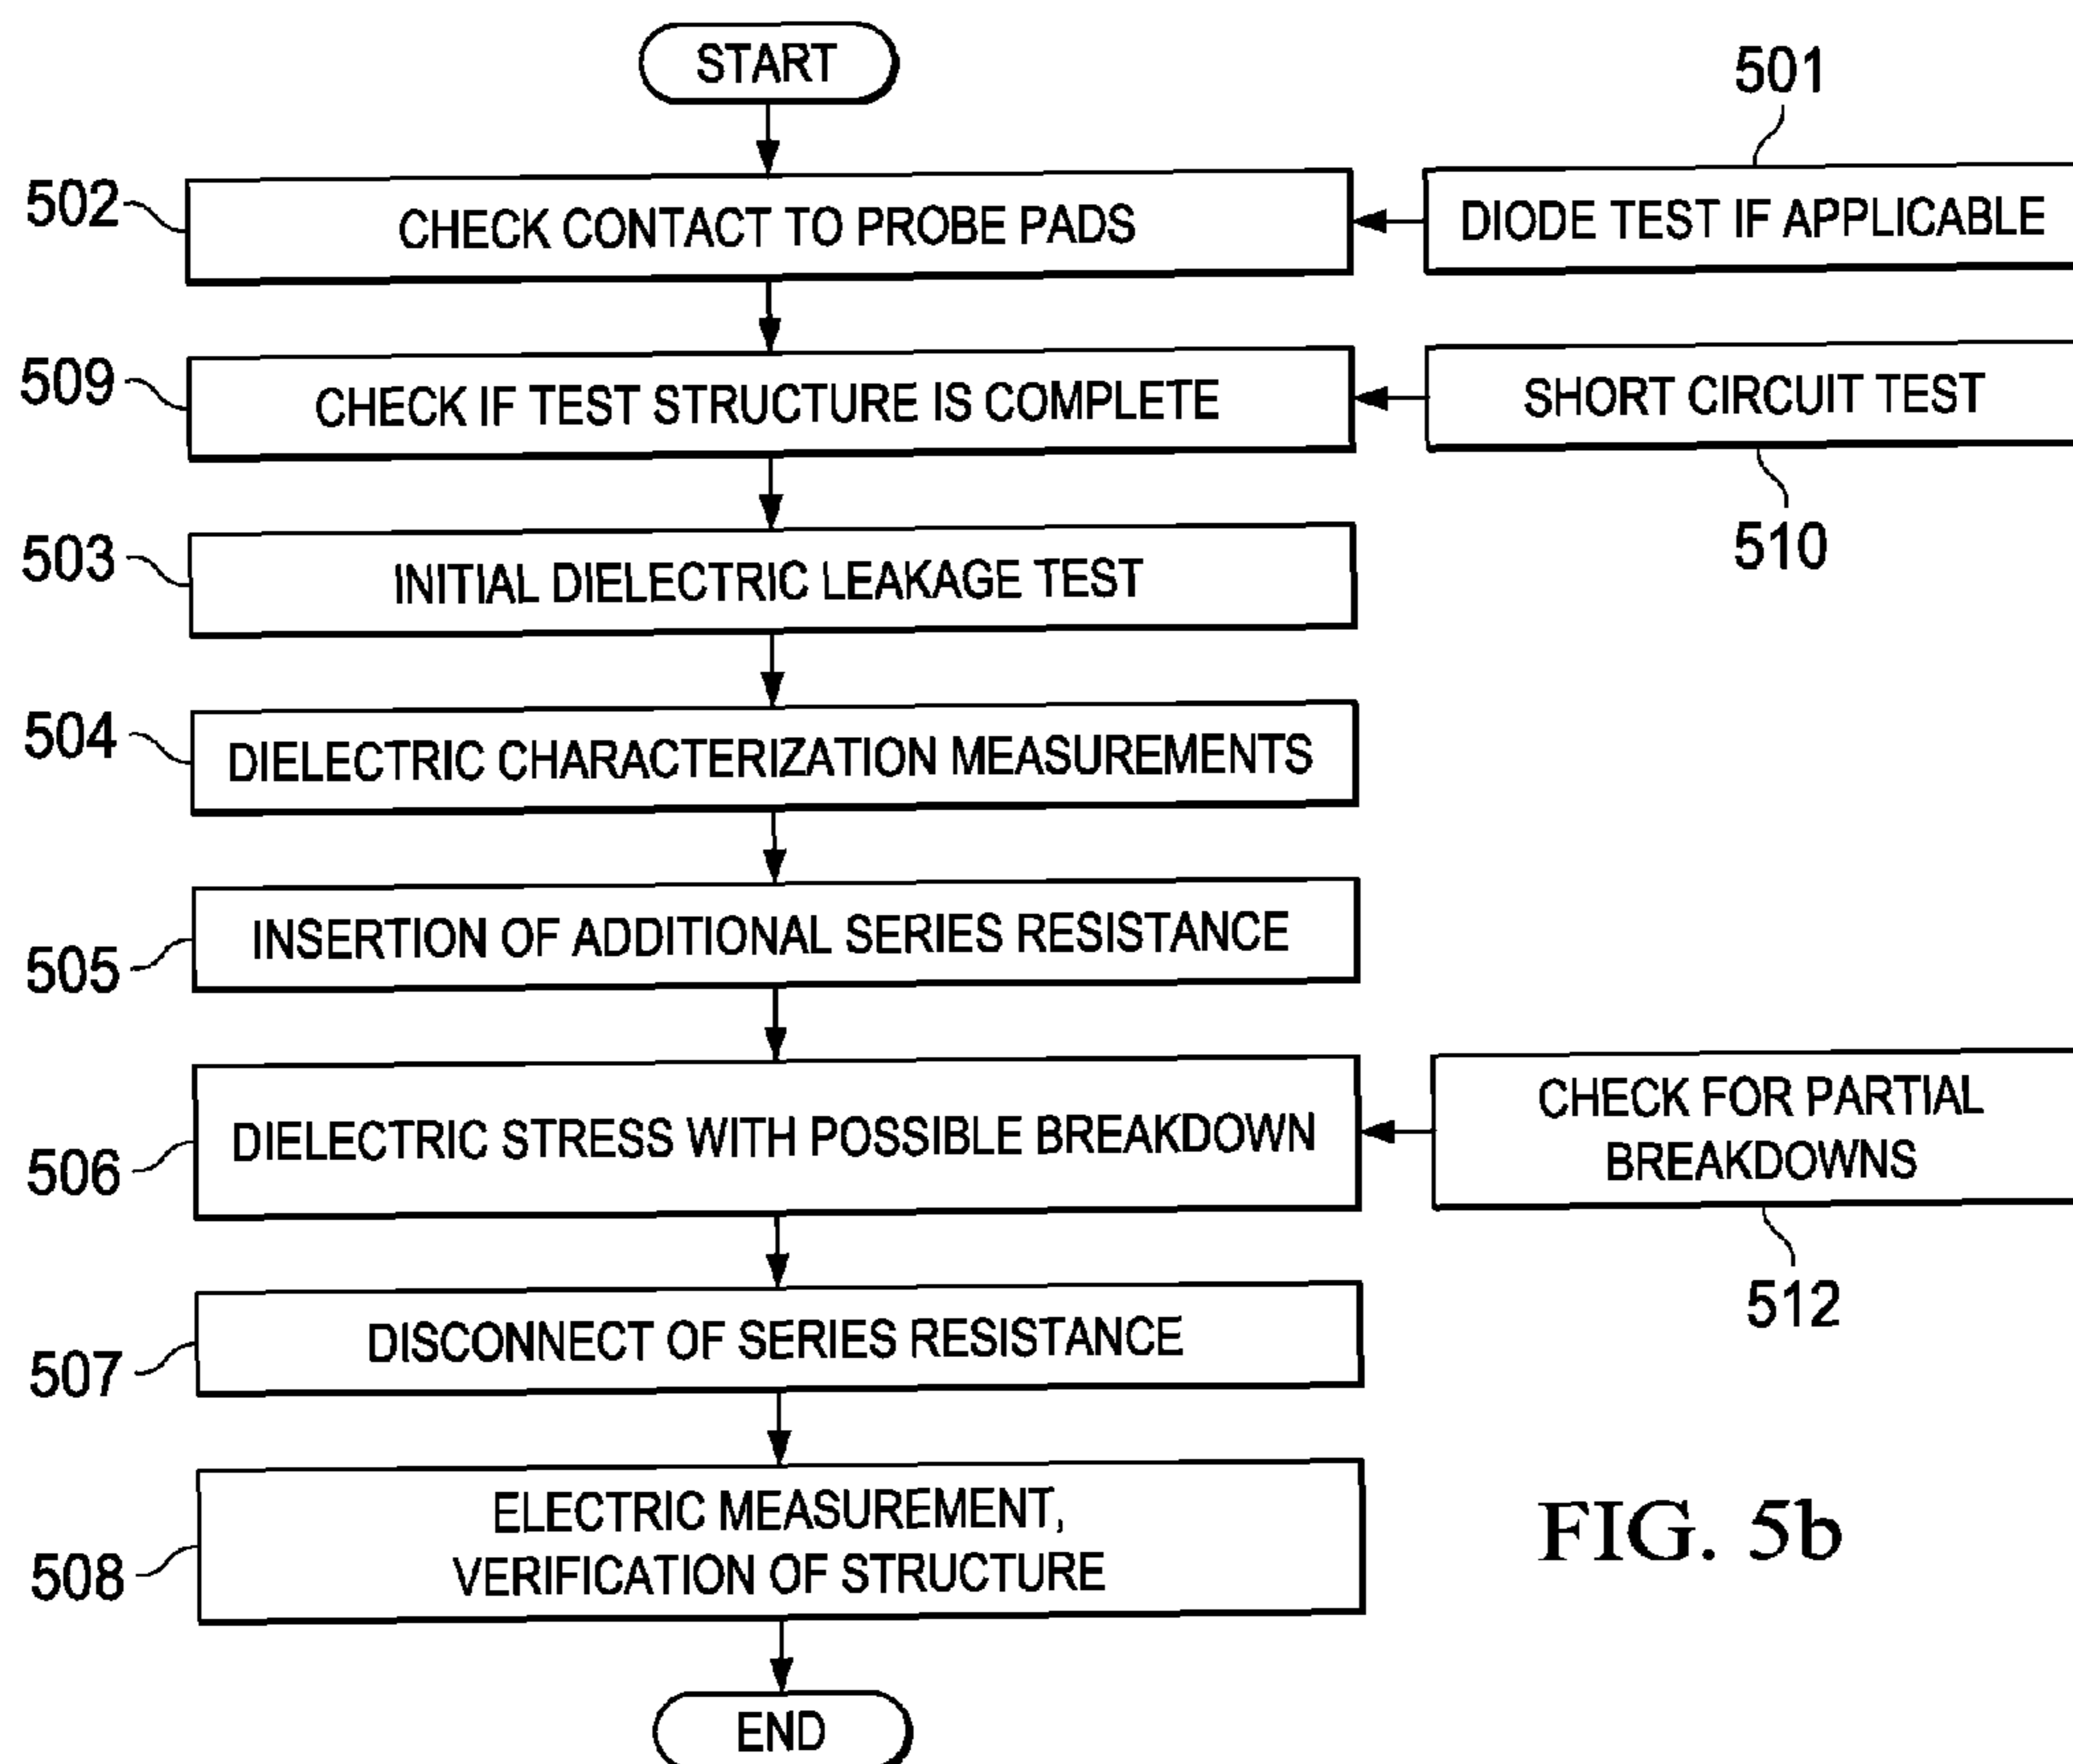 START
501
502
CHECK CONTACT TO PROBE PADS
DIODE TEST IF APPLICABLE
509
CHECK IF TEST STRUCTURE IS COMPLETE
SHORT CIRCUIT TEST
510
503
INITIAL DIELECTRIC LEAKAGE TEST
504
DIELECTRIC CHARACTERIZATION MEASUREMENTS
505
INSERTION OF ADDITIONAL SERIES RESISTANCE
506
DIELECTRIC STRESS WITH POSSIBLE BREAKDOWN
CHECK FOR PARTIAL
BREAKDOWNS
512
507
DISCONNECT OF SERIES RESISTANCE
508
ELECTRIC MEASUREMENT,
VERIFICATION OF STRUCTURE
FIG. 5b
END